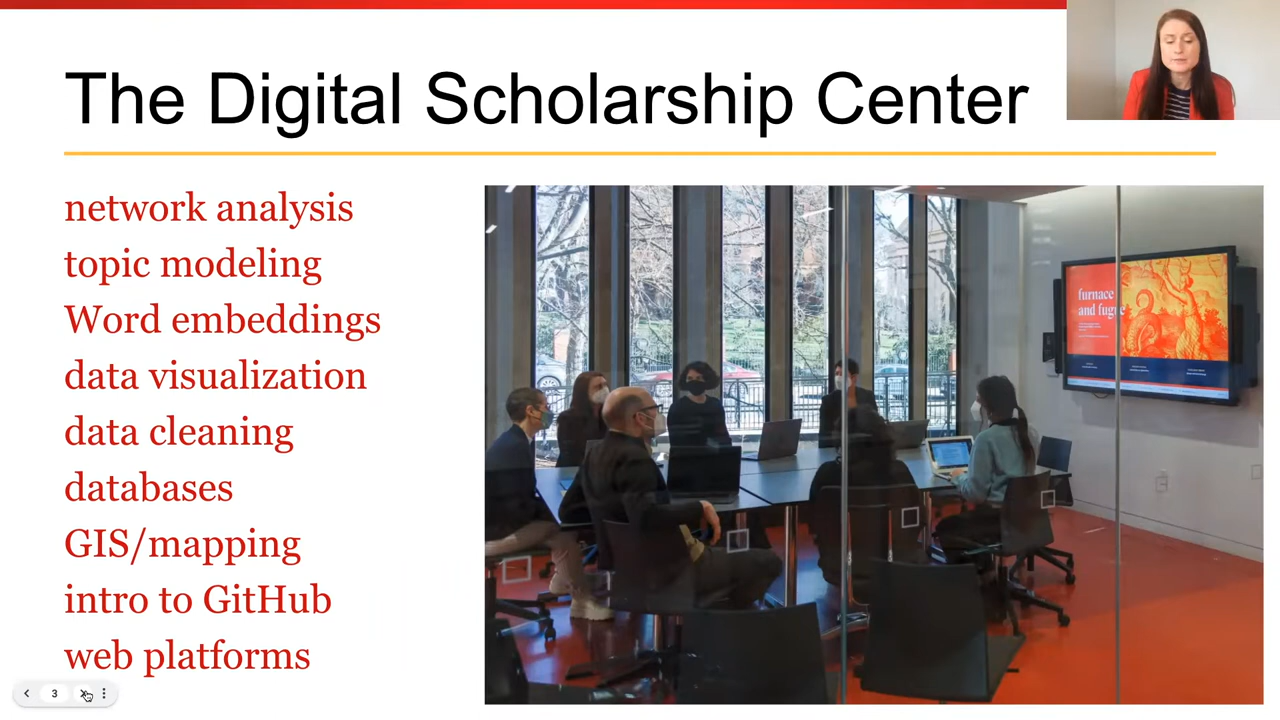 The Digital Scholarship Center
network analysis
topic modeling
Word embeddings
data visualization
data cleaning
databases
GIS/mapping
intro to GitHub
web platforms
furnace
and fugue
3